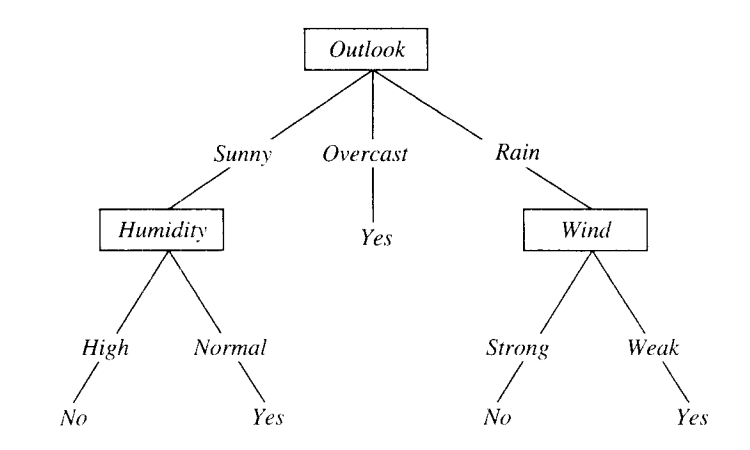 Outlook
Sunny Overcast Rain
Humidity Yes Wind
High Normal Strong Weak
No Yes No Yes